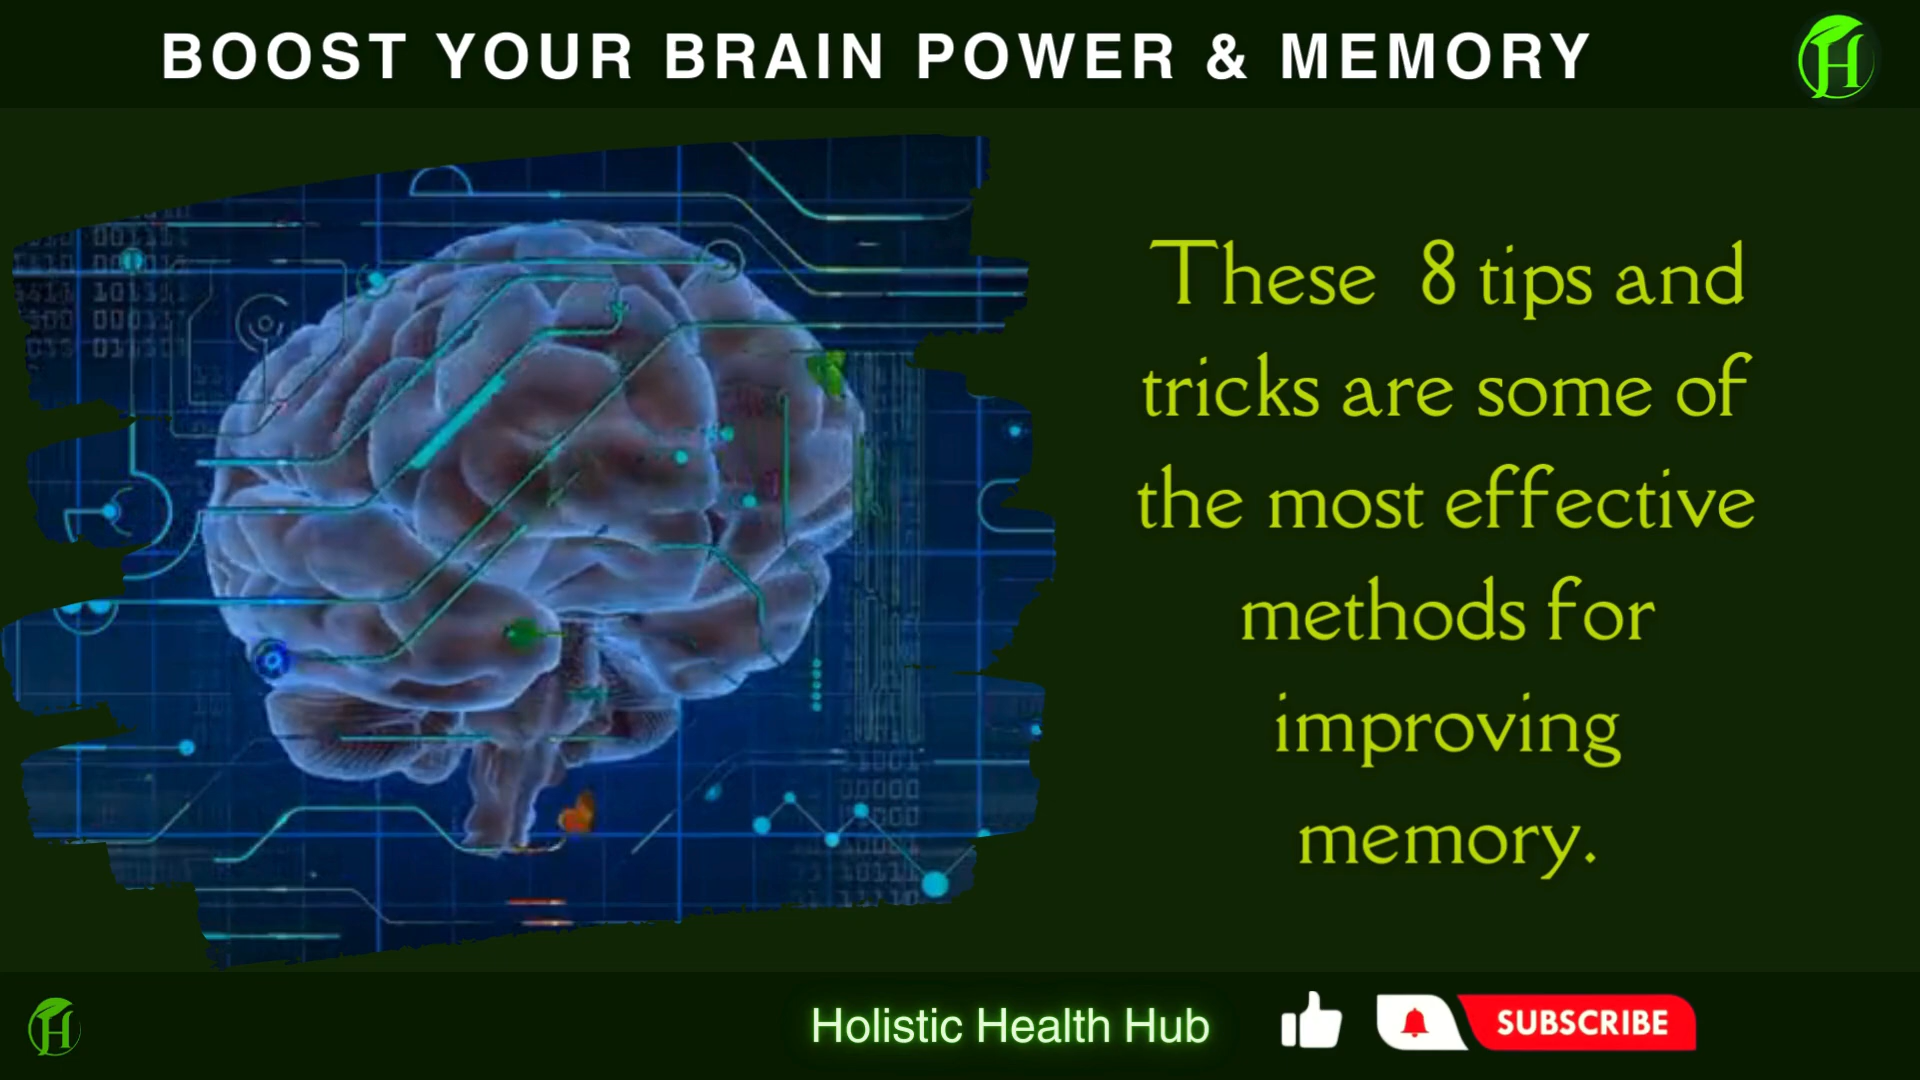 BOOST YOUR BRAIN POWER & MEMORY
These 8 tips and
tricks are some of
the most effective
methods for
improving
memory.
Holistic Health Hub
SUBSCRIBE